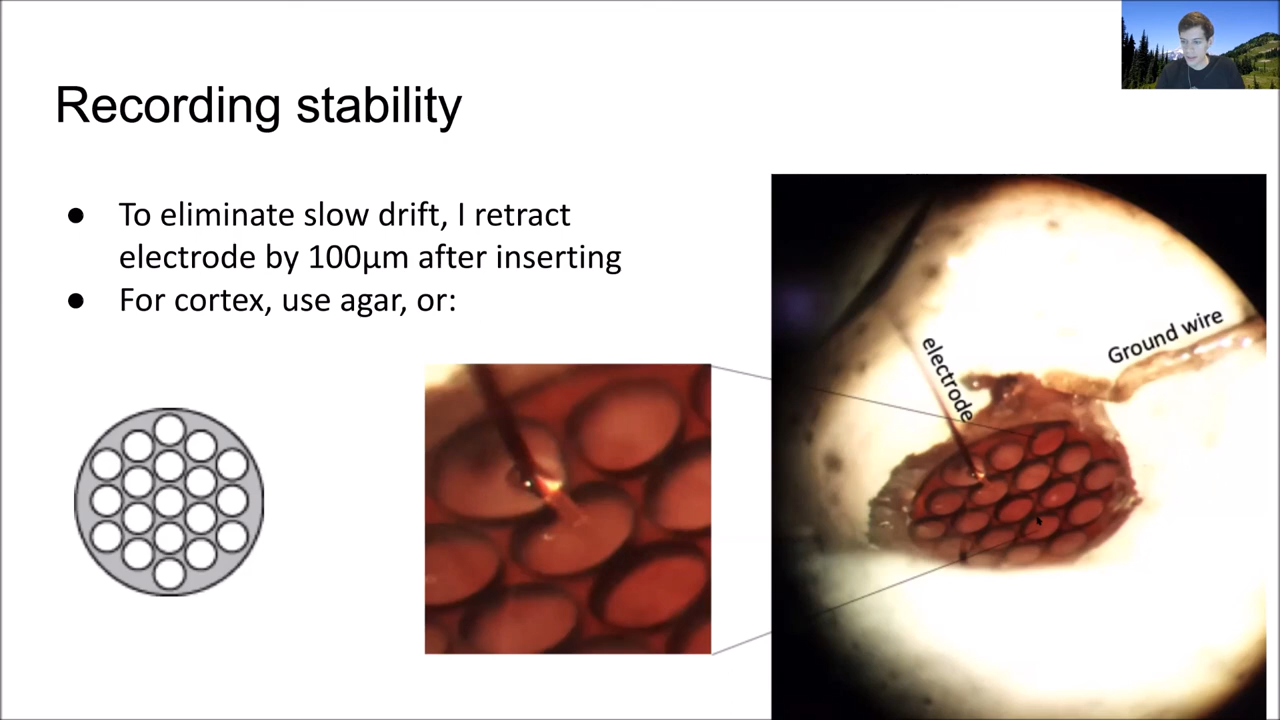 Recording stability
● To eliminate slow drift, I retract
electrode by 100µm after inserting
● For cortex, use agar, or:
electrode
Ground wire